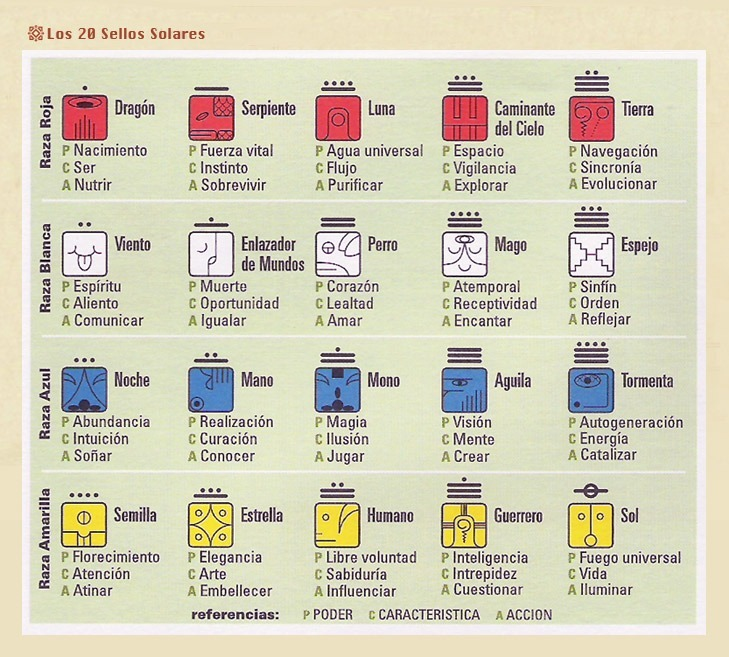 Los 20 Sellos Solares
Raza Roja
Dragón
P Nacimiento
C Ser
A Nutrir
Serpiente
P Fuerza vital
C Instinto
A Sobrevivir
Luna
P Agua universal
C Flujo
A Purificar
Caminante
del Cielo
P Espacio
C Vigilancia
A Explorar
Tierra
P Navegación
C Sincronía
A Evolucionar
Raza Blanca
Viento
P Espíritu
C Aliento
A Comunicar
Enlazador
de Mundos
P Muerte
C Oportunidad
A Igualar
Perro
P Corazón
C Lealtad
A Amar
Mago
P Atemporal
C Receptividad
A Encantar
Espejo
P Sinfín
C Orden
A Reflejar
Raza Azul
Noche
P Abundancia
C Intuición
A Soñar
Mano
P Realización
C Curación
A Conocer
Mono
P Magia
C Ilusión
A Jugar
Aguila
P Visión
C Mente
A Crear
Tormenta
P Autogeneración
C Energía
A Catalizar
Raza Amarilla
Semilla
P Florecimiento
C Atención
A Atinar
Estrella
P Elegancia
C Arte
A Embellecer
Humano
P Libre voluntad
C Sabiduría
A Influenciar
Guerrero
P Inteligencia
C Intrepidez
A Cuestionar
Sol
P Fuego universal
C Vida
A Iluminar
referencias: P PODER C CARACTERISTICA A ACCION